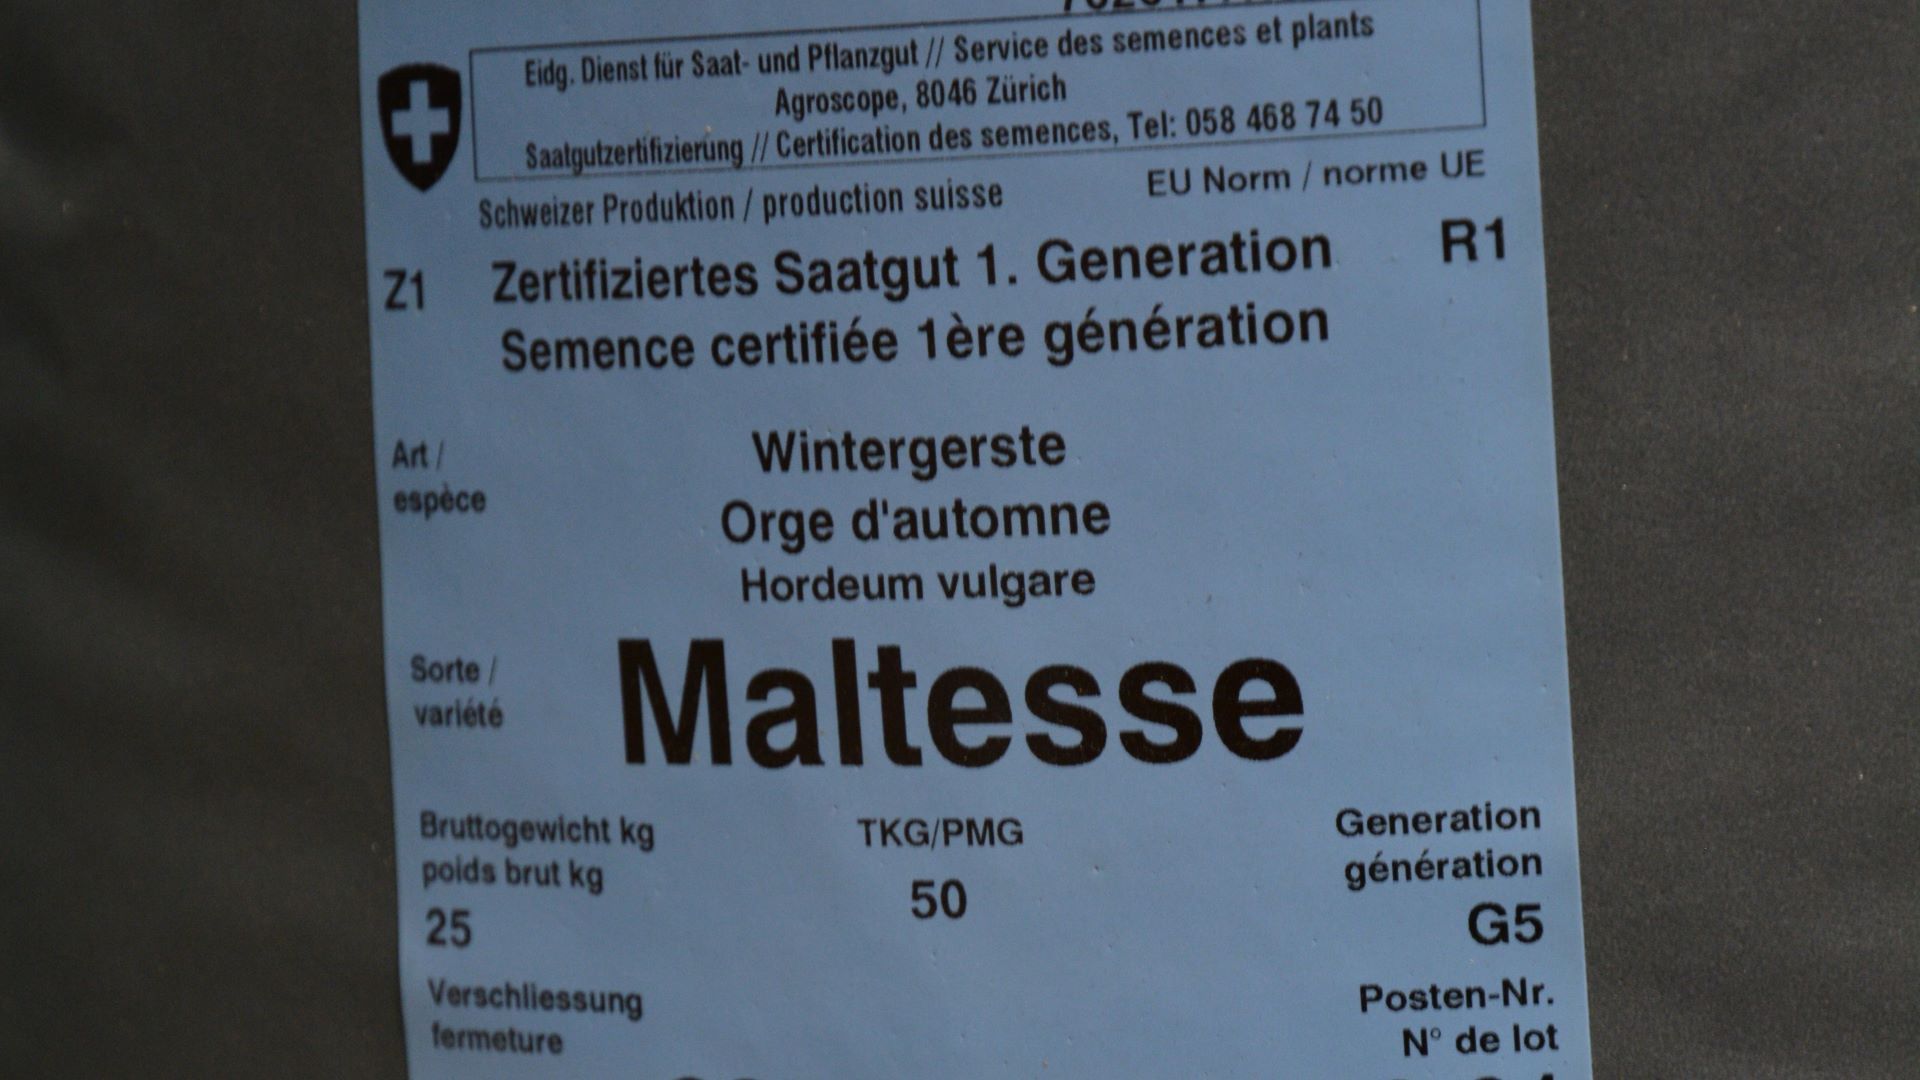 Eidg. Dienst für Saat- und Pflanzgut // Service des semences et plants
Agroscope, 8046 Zürich
Saatgutzertifizierung // Certification des semences, Tel: 058 468 74 50
Schweizer Produktion / production suisse
EU Norm / norme UE
Z1 Zertifiziertes Saatgut 1. Generation R1
Semence certifiée 1ère génération
Art / Wintergerste
espèce Orge d'automne
Hordeum vulgare
Sorte / Maltesse
variété
Bruttogewicht kg TKG/PMG Generation
poids brut kg génération
25 50 G5
Verschliessung Posten-Nr.
fermeture N° de lot